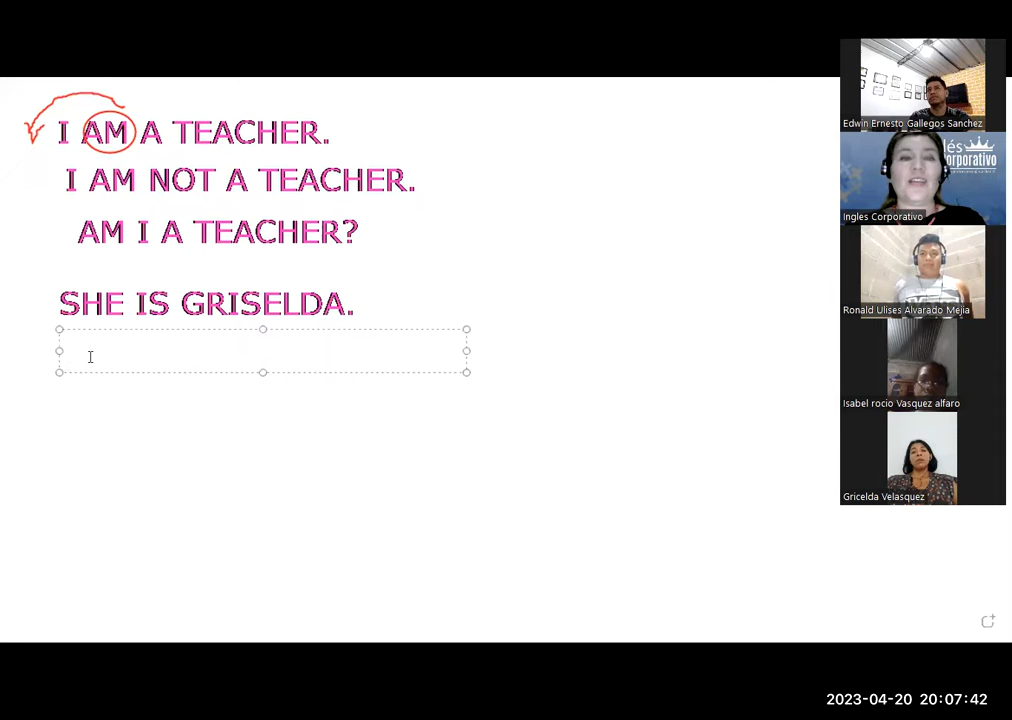 I AM A TEACHER.
I AM NOT A TEACHER.
AM I A TEACHER?
SHE IS GRISELDA.
Edwin Ernesto Gallegos Sanchez
Ingles Corporativo
Ronald Ulises Alvarado Mejia
Isabel rocio Vasquez alfaro
Gricelda Velasquez
2023-04-20 20:07:42